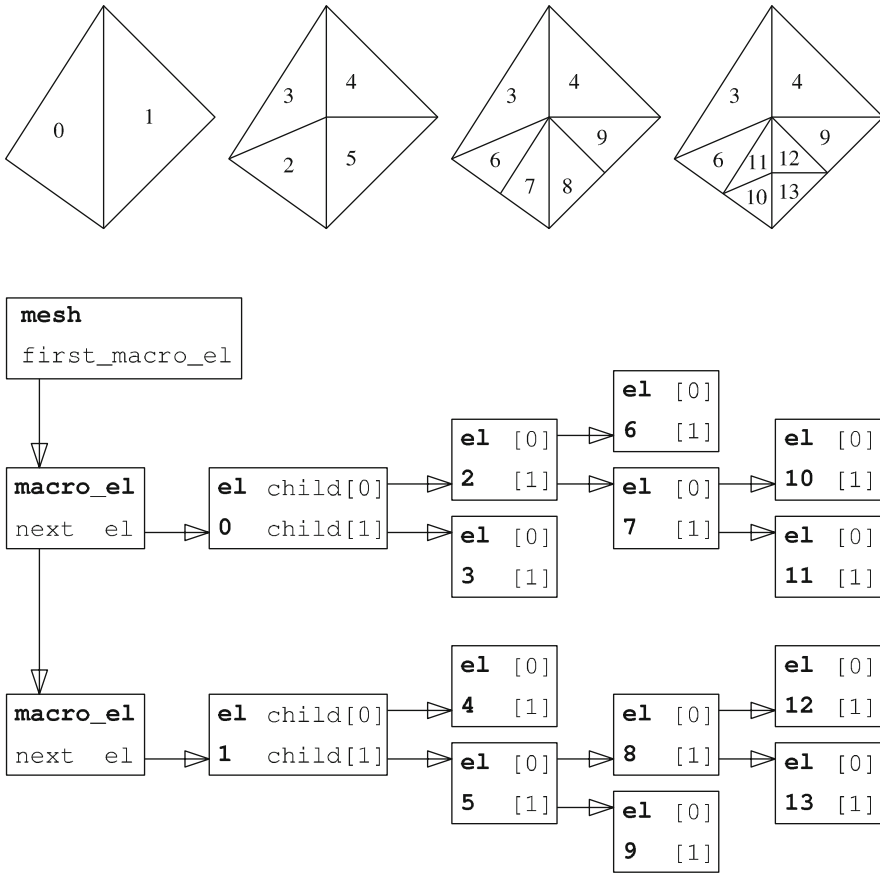 0 1
3 4
2 5
3 4
6 9
7 8
3 4
6 11 12 9
10 13
mesh
first_macro_el
macro_el
next el
el child[0]
0 child[1]
el [0]
2 [1]
el [0]
3 [1]
el [0]
6 [1]
el [0]
7 [1]
el [0]
10 [1]
el [0]
11 [1]
macro_el
next el
el child[0]
1 child[1]
el [0]
4 [1]
el [0]
5 [1]
el [0]
8 [1]
el [0]
9 [1]
el [0]
12 [1]
el [0]
13 [1]